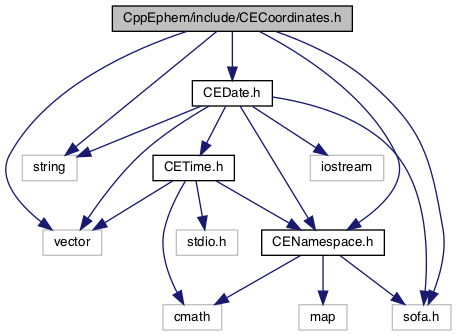 CppEphem/include/CECoordinates.h
CEDate.h
string
CETime.h
iostream
vector
stdio.h
CENamespace.h
cmath
map
sofa.h